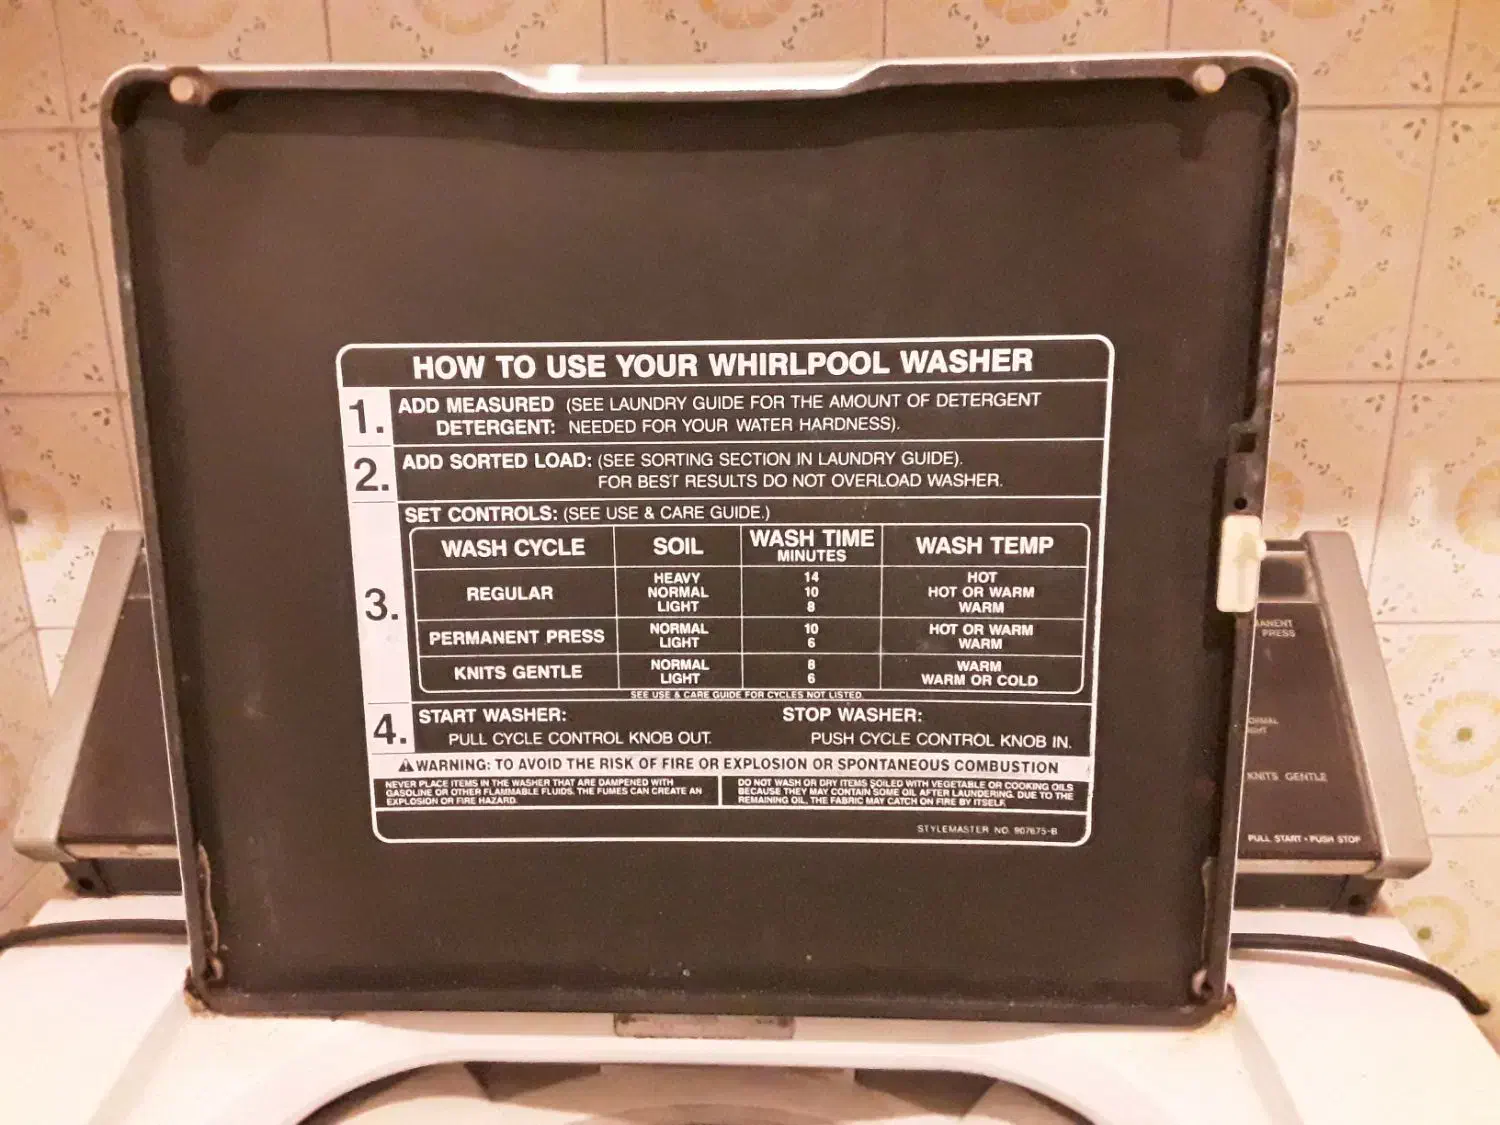 HOW TO USE YOUR WHIRLPOOL WASHER
1. ADD MEASURED (SEE LAUNDRY GUIDE FOR THE AMOUNT OF DETERGENT
DETERGENT: NEEDED FOR YOUR WATER HARDNESS).
2. ADD SORTED LOAD: (SEE SORTING SECTION IN LAUNDRY GUIDE).
FOR BEST RESULTS DO NOT OVERLOAD WASHER.
3. SET CONTROLS: (SEE USE & CARE GUIDE.)
WASH CYCLE SOIL WASH TIME MINUTES WASH TEMP
REGULAR
HEAVY 14 HOT
NORMAL 10 HOT OR WARM
LIGHT 8 WARM
PERMANENT PRESS
NORMAL 10 HOT OR WARM
LIGHT 6 WARM
KNITS GENTLE
NORMAL 8 WARM
LIGHT 6 WARM OR COLD
SEE USE & CARE GUIDE FOR CYCLES NOT LISTED.
4. START WASHER: STOP WASHER:
PULL CYCLE CONTROL KNOB OUT. PUSH CYCLE CONTROL KNOB IN.
WARNING: TO AVOID THE RISK OF FIRE OR EXPLOSION OR SPONTANEOUS COMBUSTION
NEVER PLACE ITEMS IN THE WASHER THAT ARE DAMPENED WITH
GASOLINE OR OTHER FLAMMABLE FLUIDS. THE FUMES CAN CREATE AN
EXPLOSION OR FIRE HAZARD.
DO NOT WASH OR DRY ITEMS SOILED WITH VEGETABLE OR COOKING OILS
BECAUSE THEY MAY CONTAIN SOME OIL AFTER LAUNDERING. DUE TO THE
REMAINING OIL, THE FABRIC MAY CATCH ON FIRE BY ITSELF.
STYLEMASTER NO. 907675-B
PRESS
KNITS GENTLE
PULL START • PUSH STOP